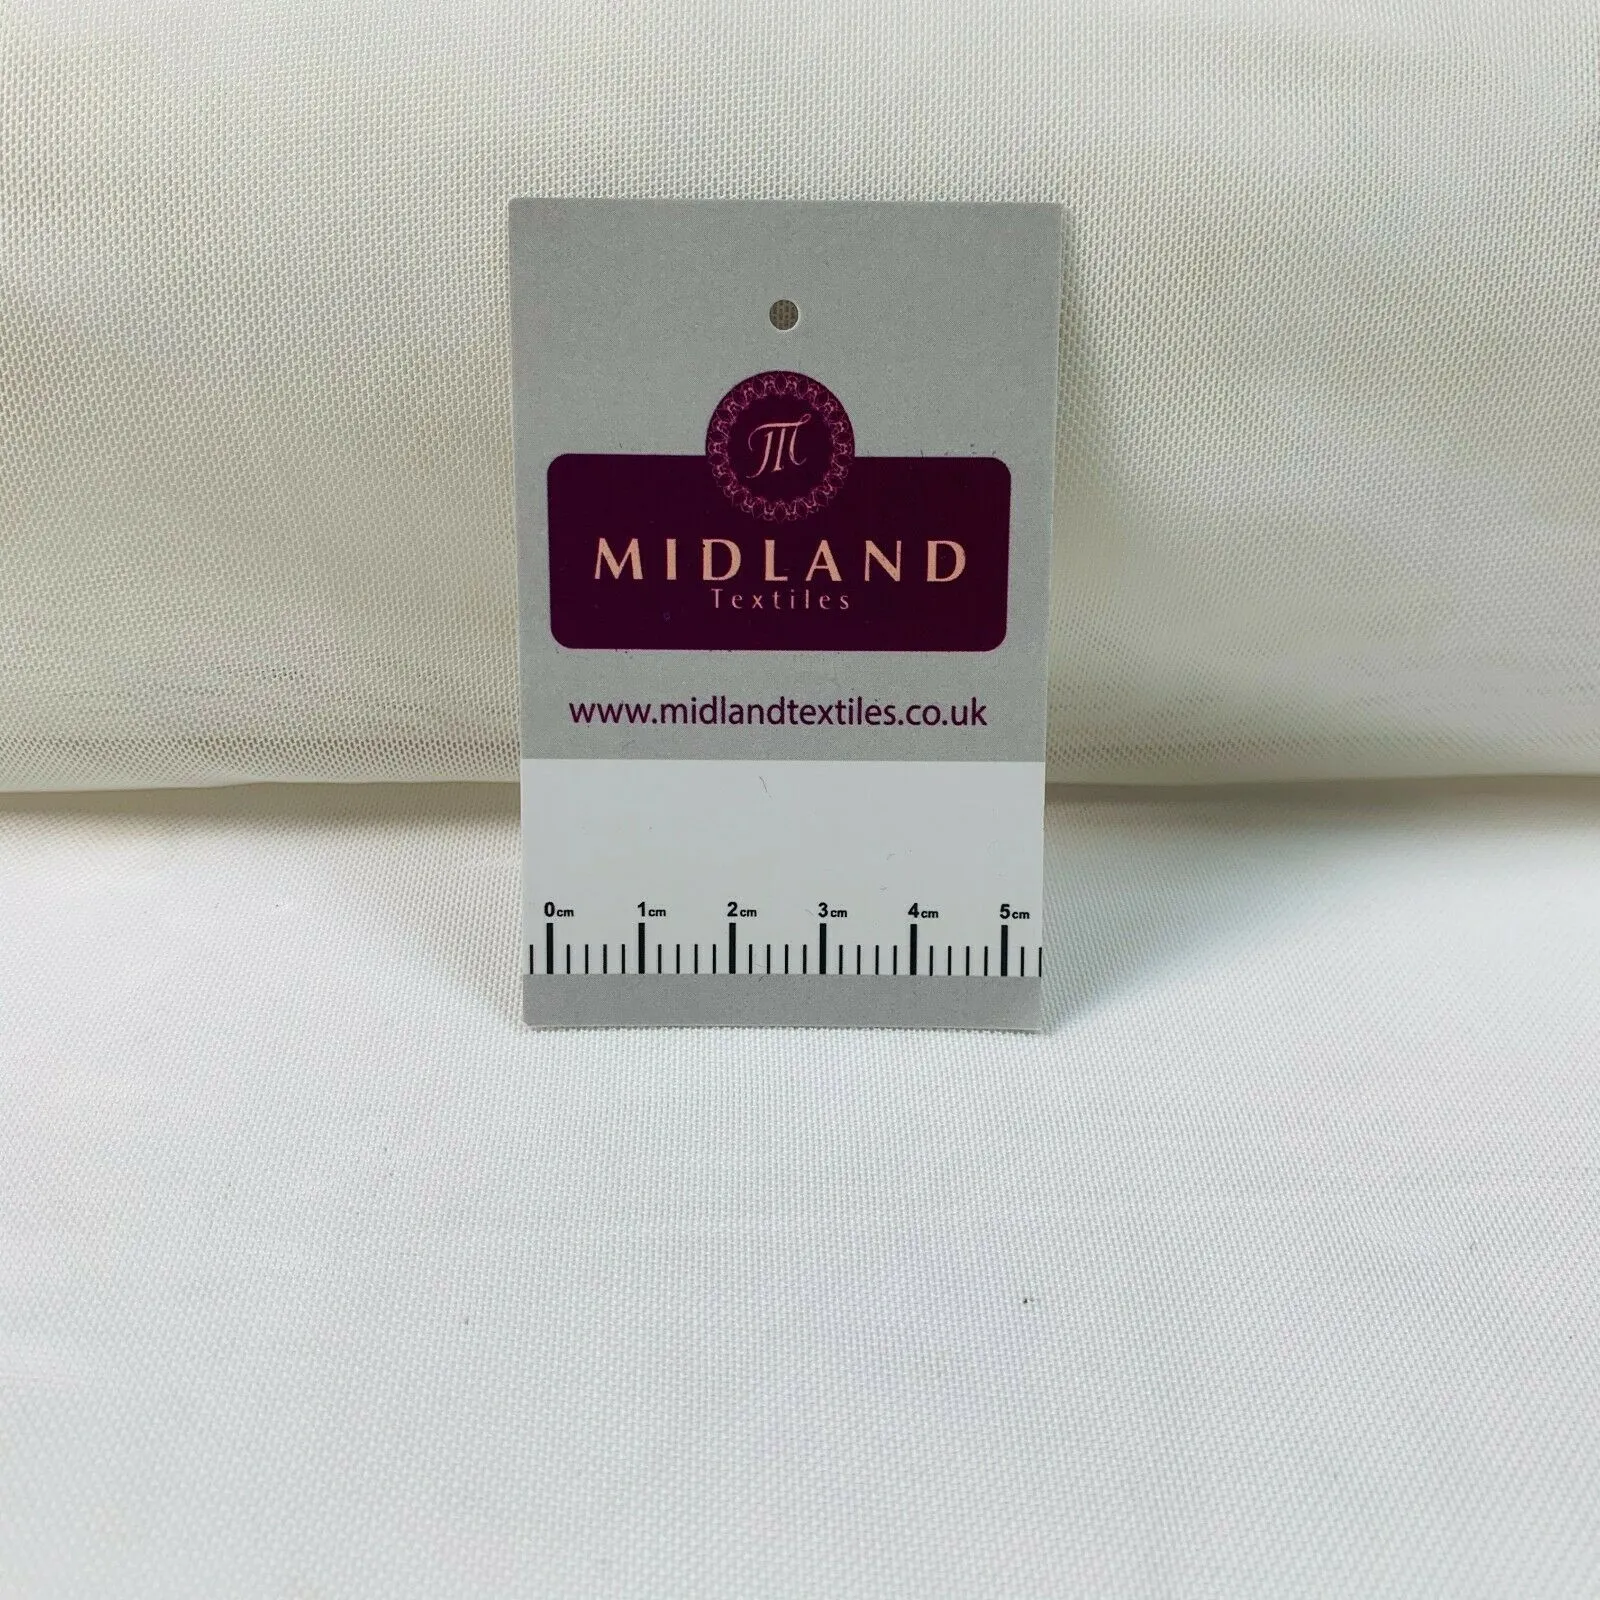 M
MIDLAND
Textiles
www.midlandtextiles.co.uk
0cm 1cm 2cm 3cm 4cm 5cm